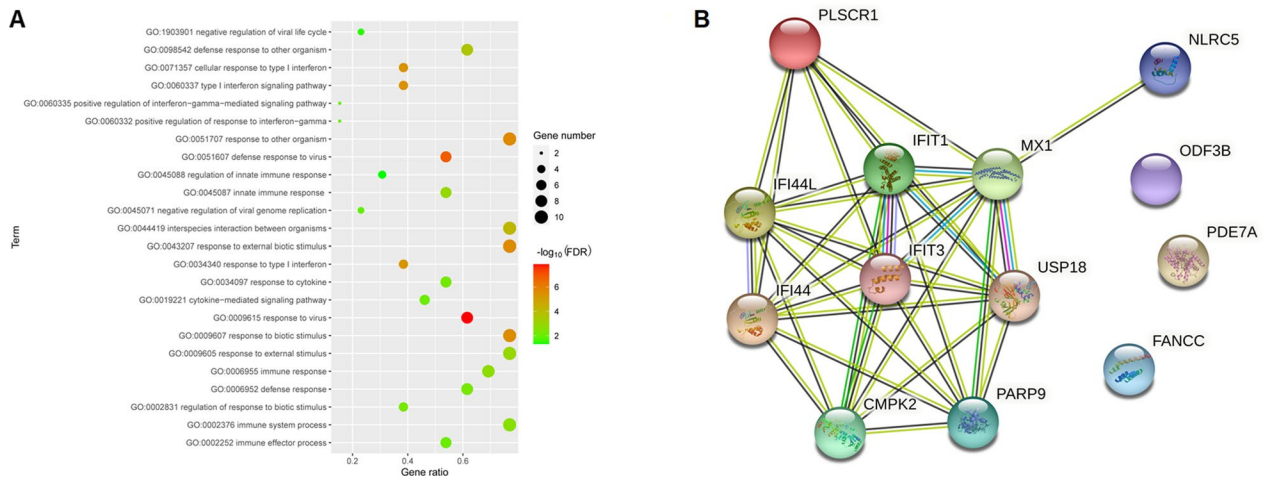 A
GO:1903901 negative regulation of viral life cycle
GO:0098542 defense response to other organism
GO:0071357 cellular response to type I interferon
GO:0060337 type I interferon signaling pathway
GO:0060335 positive regulation of interferon−gamma−mediated signaling pathway
GO:0060332 positive regulation of response to interferon−gamma
GO:0051707 response to other organism
GO:0051607 defense response to virus
GO:0045088 regulation of innate immune response
GO:0045087 innate immune response
GO:0045071 negative regulation of viral genome replication
GO:0044419 interspecies interaction between organisms
GO:0043207 response to external biotic stimulus
GO:0034340 response to type I interferon
GO:0034097 response to cytokine
GO:0019221 cytokine−mediated signaling pathway
GO:0009615 response to virus
GO:0009607 response to biotic stimulus
GO:0009605 response to external stimulus
GO:0006955 immune response
GO:0006952 defense response
GO:0002831 regulation of response to biotic stimulus
GO:0002376 immune system process
GO:0002252 immune effector process
Term
0.2 0.4 0.6
Gene ratio
Gene number
2
4
6
8
10
-log10(FDR)
6
4
2
B
PLSCR1
NLRC5
IFIT1
MX1
ODF3B
IFI44L
PDE7A
IFIT3
USP18
IFI44
FANCC
CMPK2
PARP9